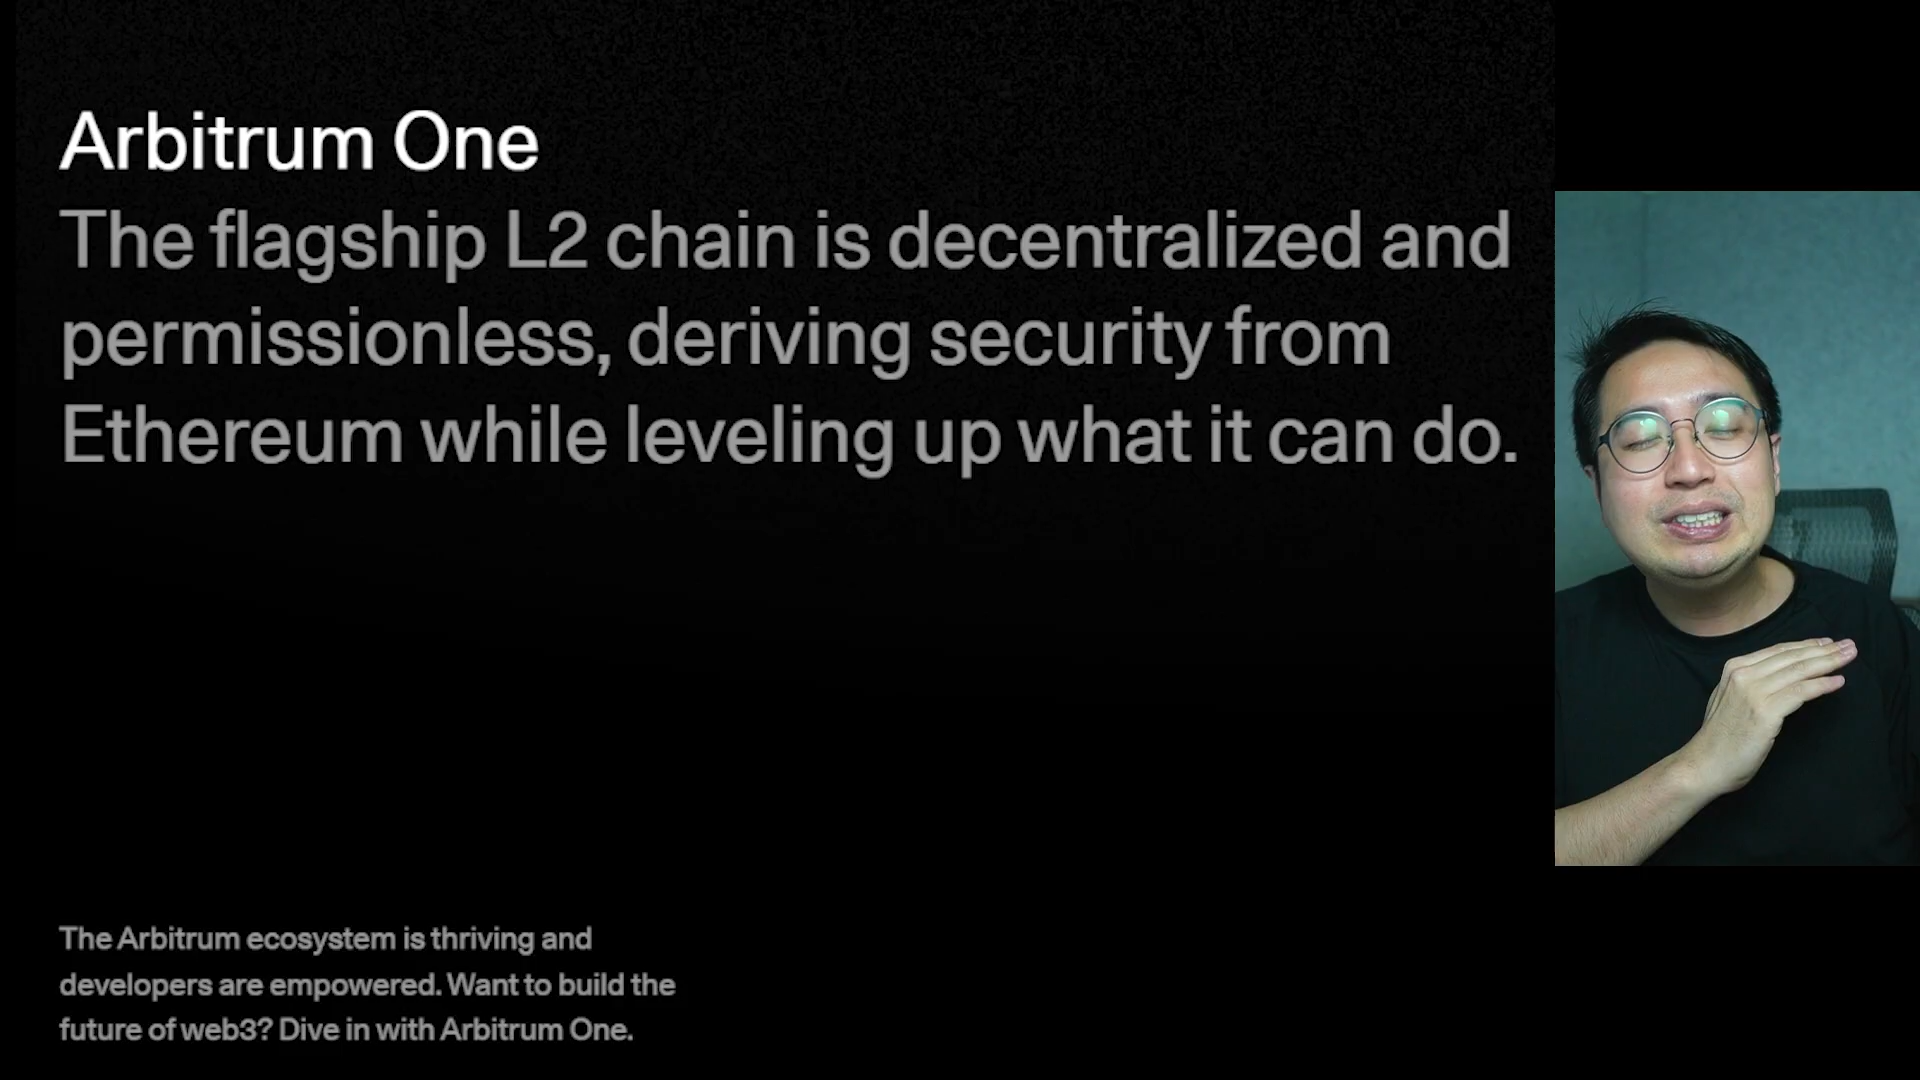 Arbitrum One
The flagship L2 chain is decentralized and
permissionless, deriving security from
Ethereum while leveling up what it can do.
The Arbitrum ecosystem is thriving and
developers are empowered. Want to build the
future of web3? Dive in with Arbitrum One.